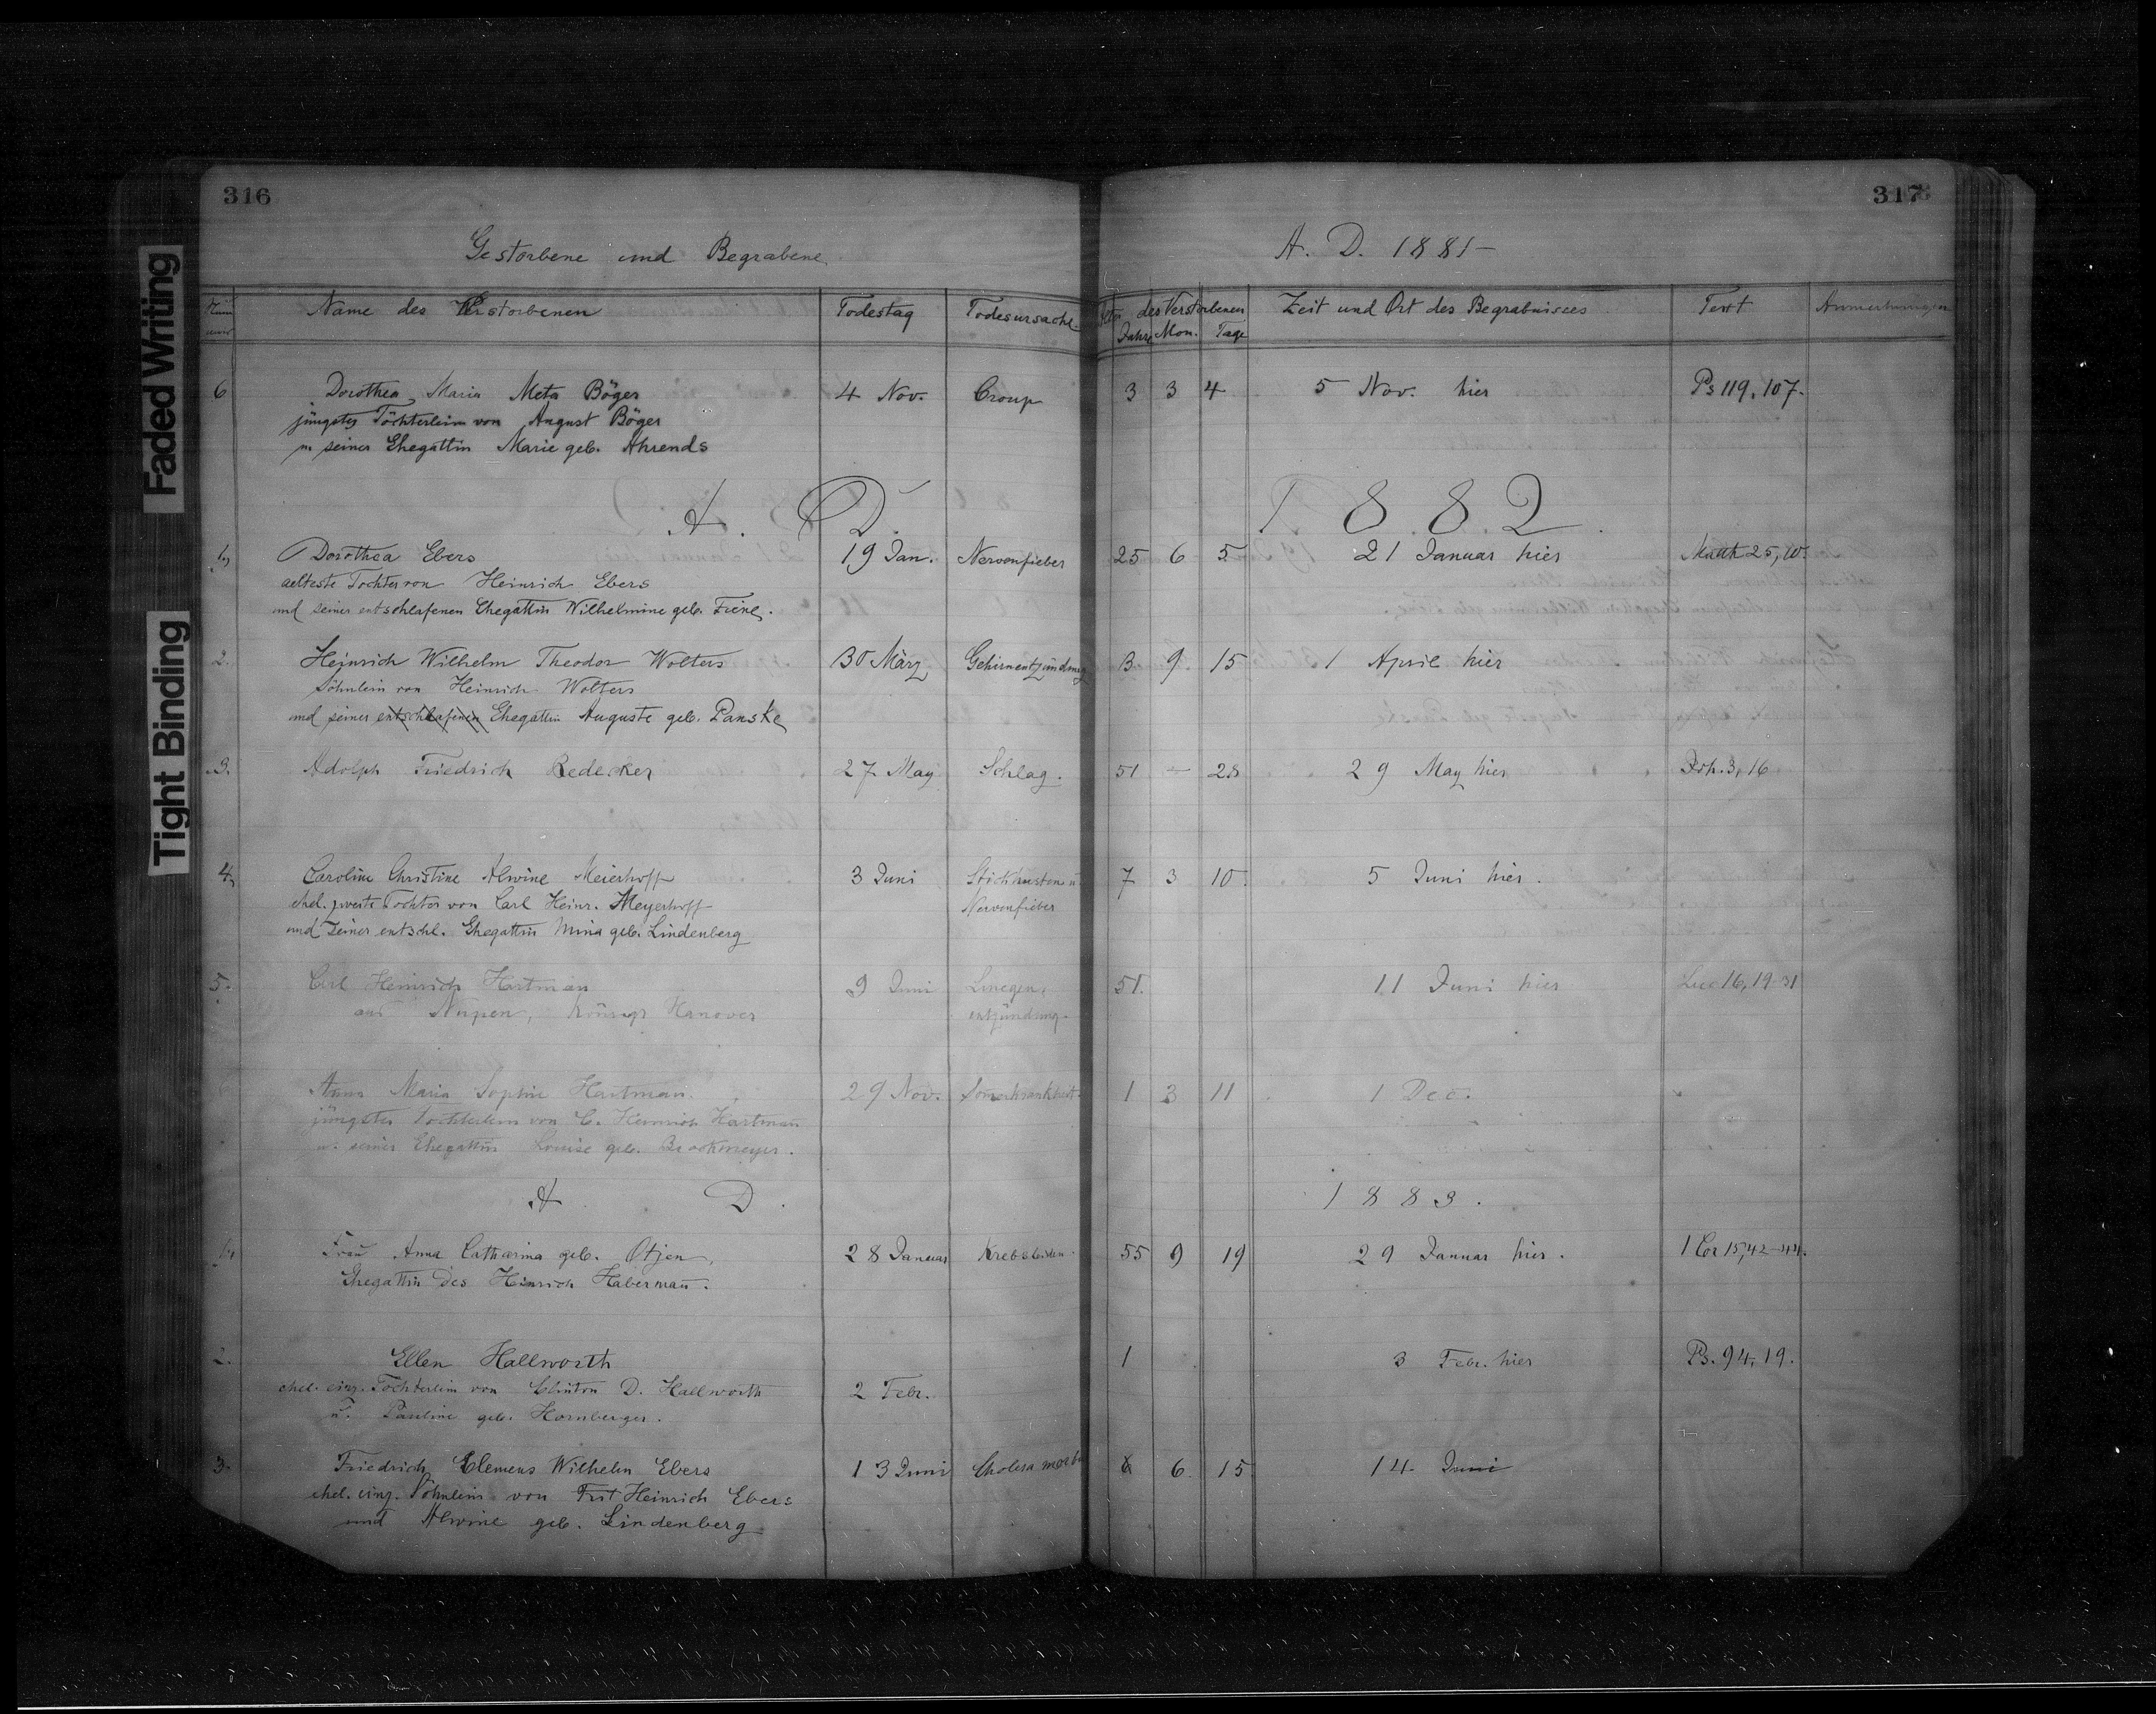 316
317
Faded Writing
Tight Binding
Gestorbene und Begrabene
A. D. 1881
Name des Verstorbenen Todestag Todesursache des Verstorbenen Zeit und Ort des Begrabnisses Text Anmerkungen
Jahre Mon. Tage
6 Dorothea Maria Meta Böger 4 Nov. Croup 3 3 4 5 Nov. hier Ps 119, 107.
jüngstes Töchterlein von August Böger
u. seiner Ehegattin Marie geb. Ahrends
A. D. 1882.
1, Dorothea Ebers 19 Jan. Nervenfieber 25 6 5 21 Januar hier Matth 25, 10
aelteste Tochter von Heinrich Ebers
und seiner entschlafenen Ehegattin Wilhelmine geb. Fiene.
2. Heinrich Wilhelm Theodor Wolters 30 März Gehirnentzündung 3 9 15 1 April hier
Söhnlein von Heinrich Wolters
und seiner entschlafenen Ehegattin Auguste geb. Panske
3. Adolph Friedrich Redecker 27 May Schlag. 51 — 28 29 May hier Joh. 3, 16
4, Caroline Christine Alwine Meierhoff 3 Juni Stickhusten u 7 3 10. 5 Juni hier.
ehel. zweite Tochter von Carl Heinr. Meyerhoff Nervenfieber
und seiner entschl. Ehegattin Mina geb. Lindenberg
5. Carl Heinrich Hartman 9 Juni Lungen 51. 11 Juni hier Luc 16, 19-31
aus Königr Hanover entzündung.
Anna Maria Sophie Hartman. 29 Nov. 1 3 11 1 Dec.
jüngstes Töchterlein von C. Heinrich Hartman
u. seiner Ehegattin Louise geb. Brockmeyer.
A D. 1883.
1, Frau Anna Catharina geb. Otjen, 28 Januar Krebsleiden. 55 9 19 29 Januar hier. 1 Cor 15, 42-44.
Ehegattin des Heinrich Haberman.
2. Ellen Hallworth 1 3 Febr. hier Ps. 94, 19.
ehel. einz. Töchterlein von Clinton D. Hallworth 2 Febr.
u. Pauline geb. Hornberger.
3. Friedrich Clemens Wilhelm Ebers 13 Juni Cholera morb 6 15 14. Juni
ehel. einz. Söhnlein von Heinrich Ebers
und Alwine geb. Lindenberg